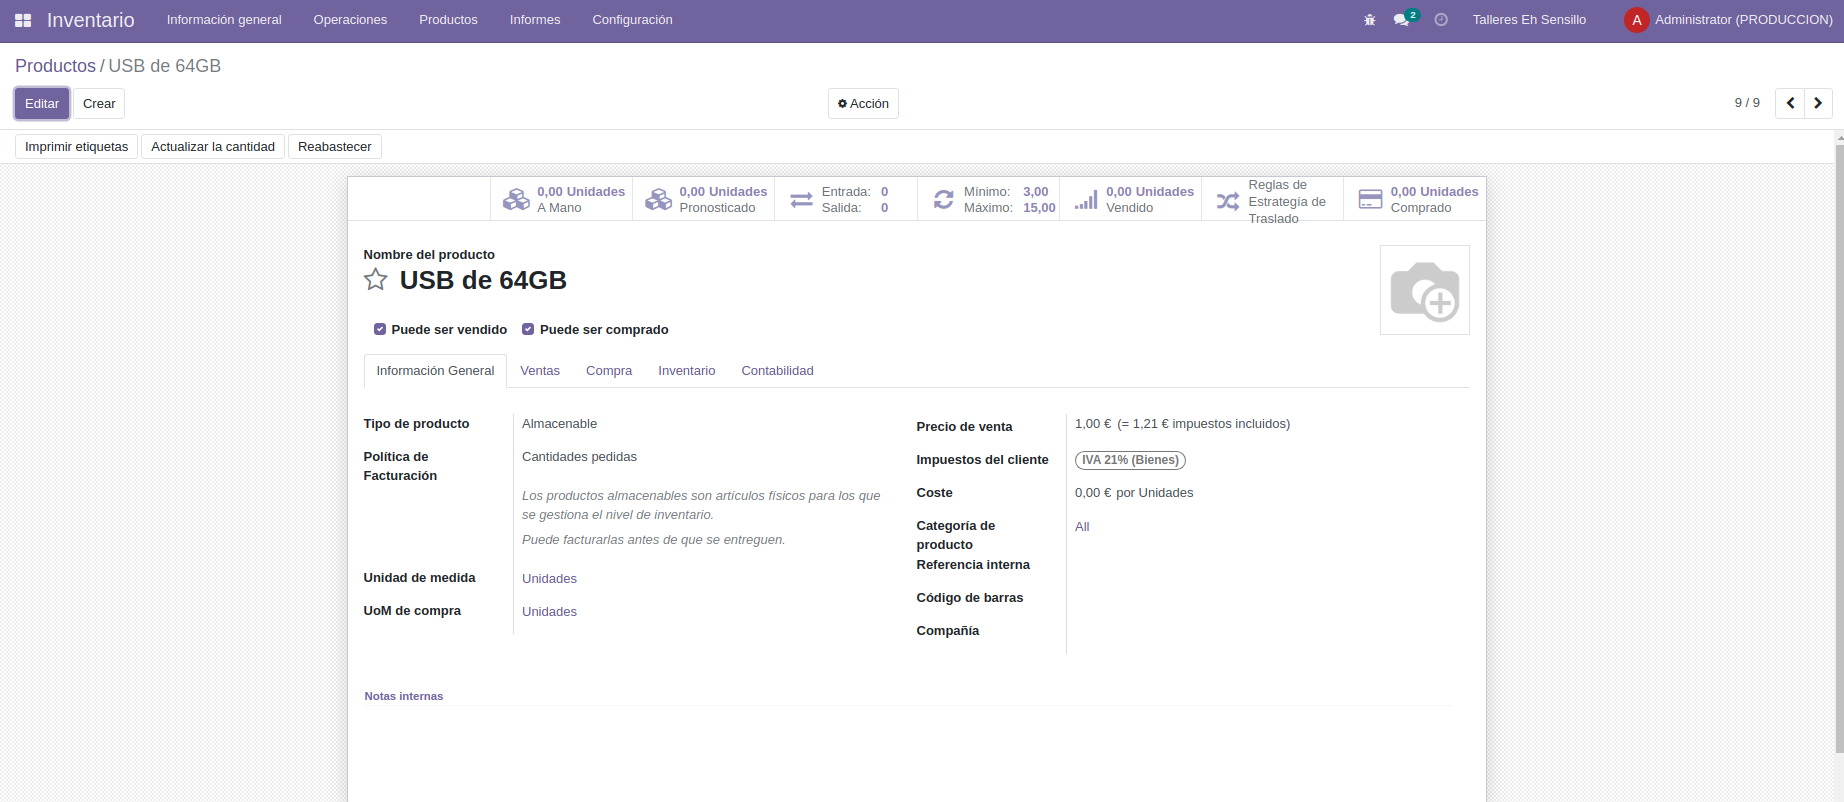 Inventario Información general Operaciones Productos Informes Configuración 2 Talleres Eh Sensillo A Administrator (PRODUCCION)
Productos / USB de 64GB
Editar Crear Acción 9 / 9
Imprimir etiquetas Actualizar la cantidad Reabastecer
0,00 Unidades
A Mano
0,00 Unidades
Pronosticado
Entrada: 0
Salida: 0
Mínimo: 3,00
Máximo: 15,00
0,00 Unidades
Vendido
Reglas de
Estrategía de
Traslado
0,00 Unidades
Comprado
Nombre del producto
USB de 64GB
Puede ser vendido Puede ser comprado
Información General Ventas Compra Inventario Contabilidad
Tipo de producto Almacenable
Política de
Facturación
Cantidades pedidas
Los productos almacenables son artículos físicos para los que
se gestiona el nivel de inventario.
Puede facturarlas antes de que se entreguen.
Unidad de medida Unidades
UoM de compra Unidades
Precio de venta 1,00 € (= 1,21 € impuestos incluidos)
Impuestos del cliente IVA 21% (Bienes)
Coste 0,00 € por Unidades
Categoría de
producto
All
Referencia interna
Código de barras
Compañía
Notas internas